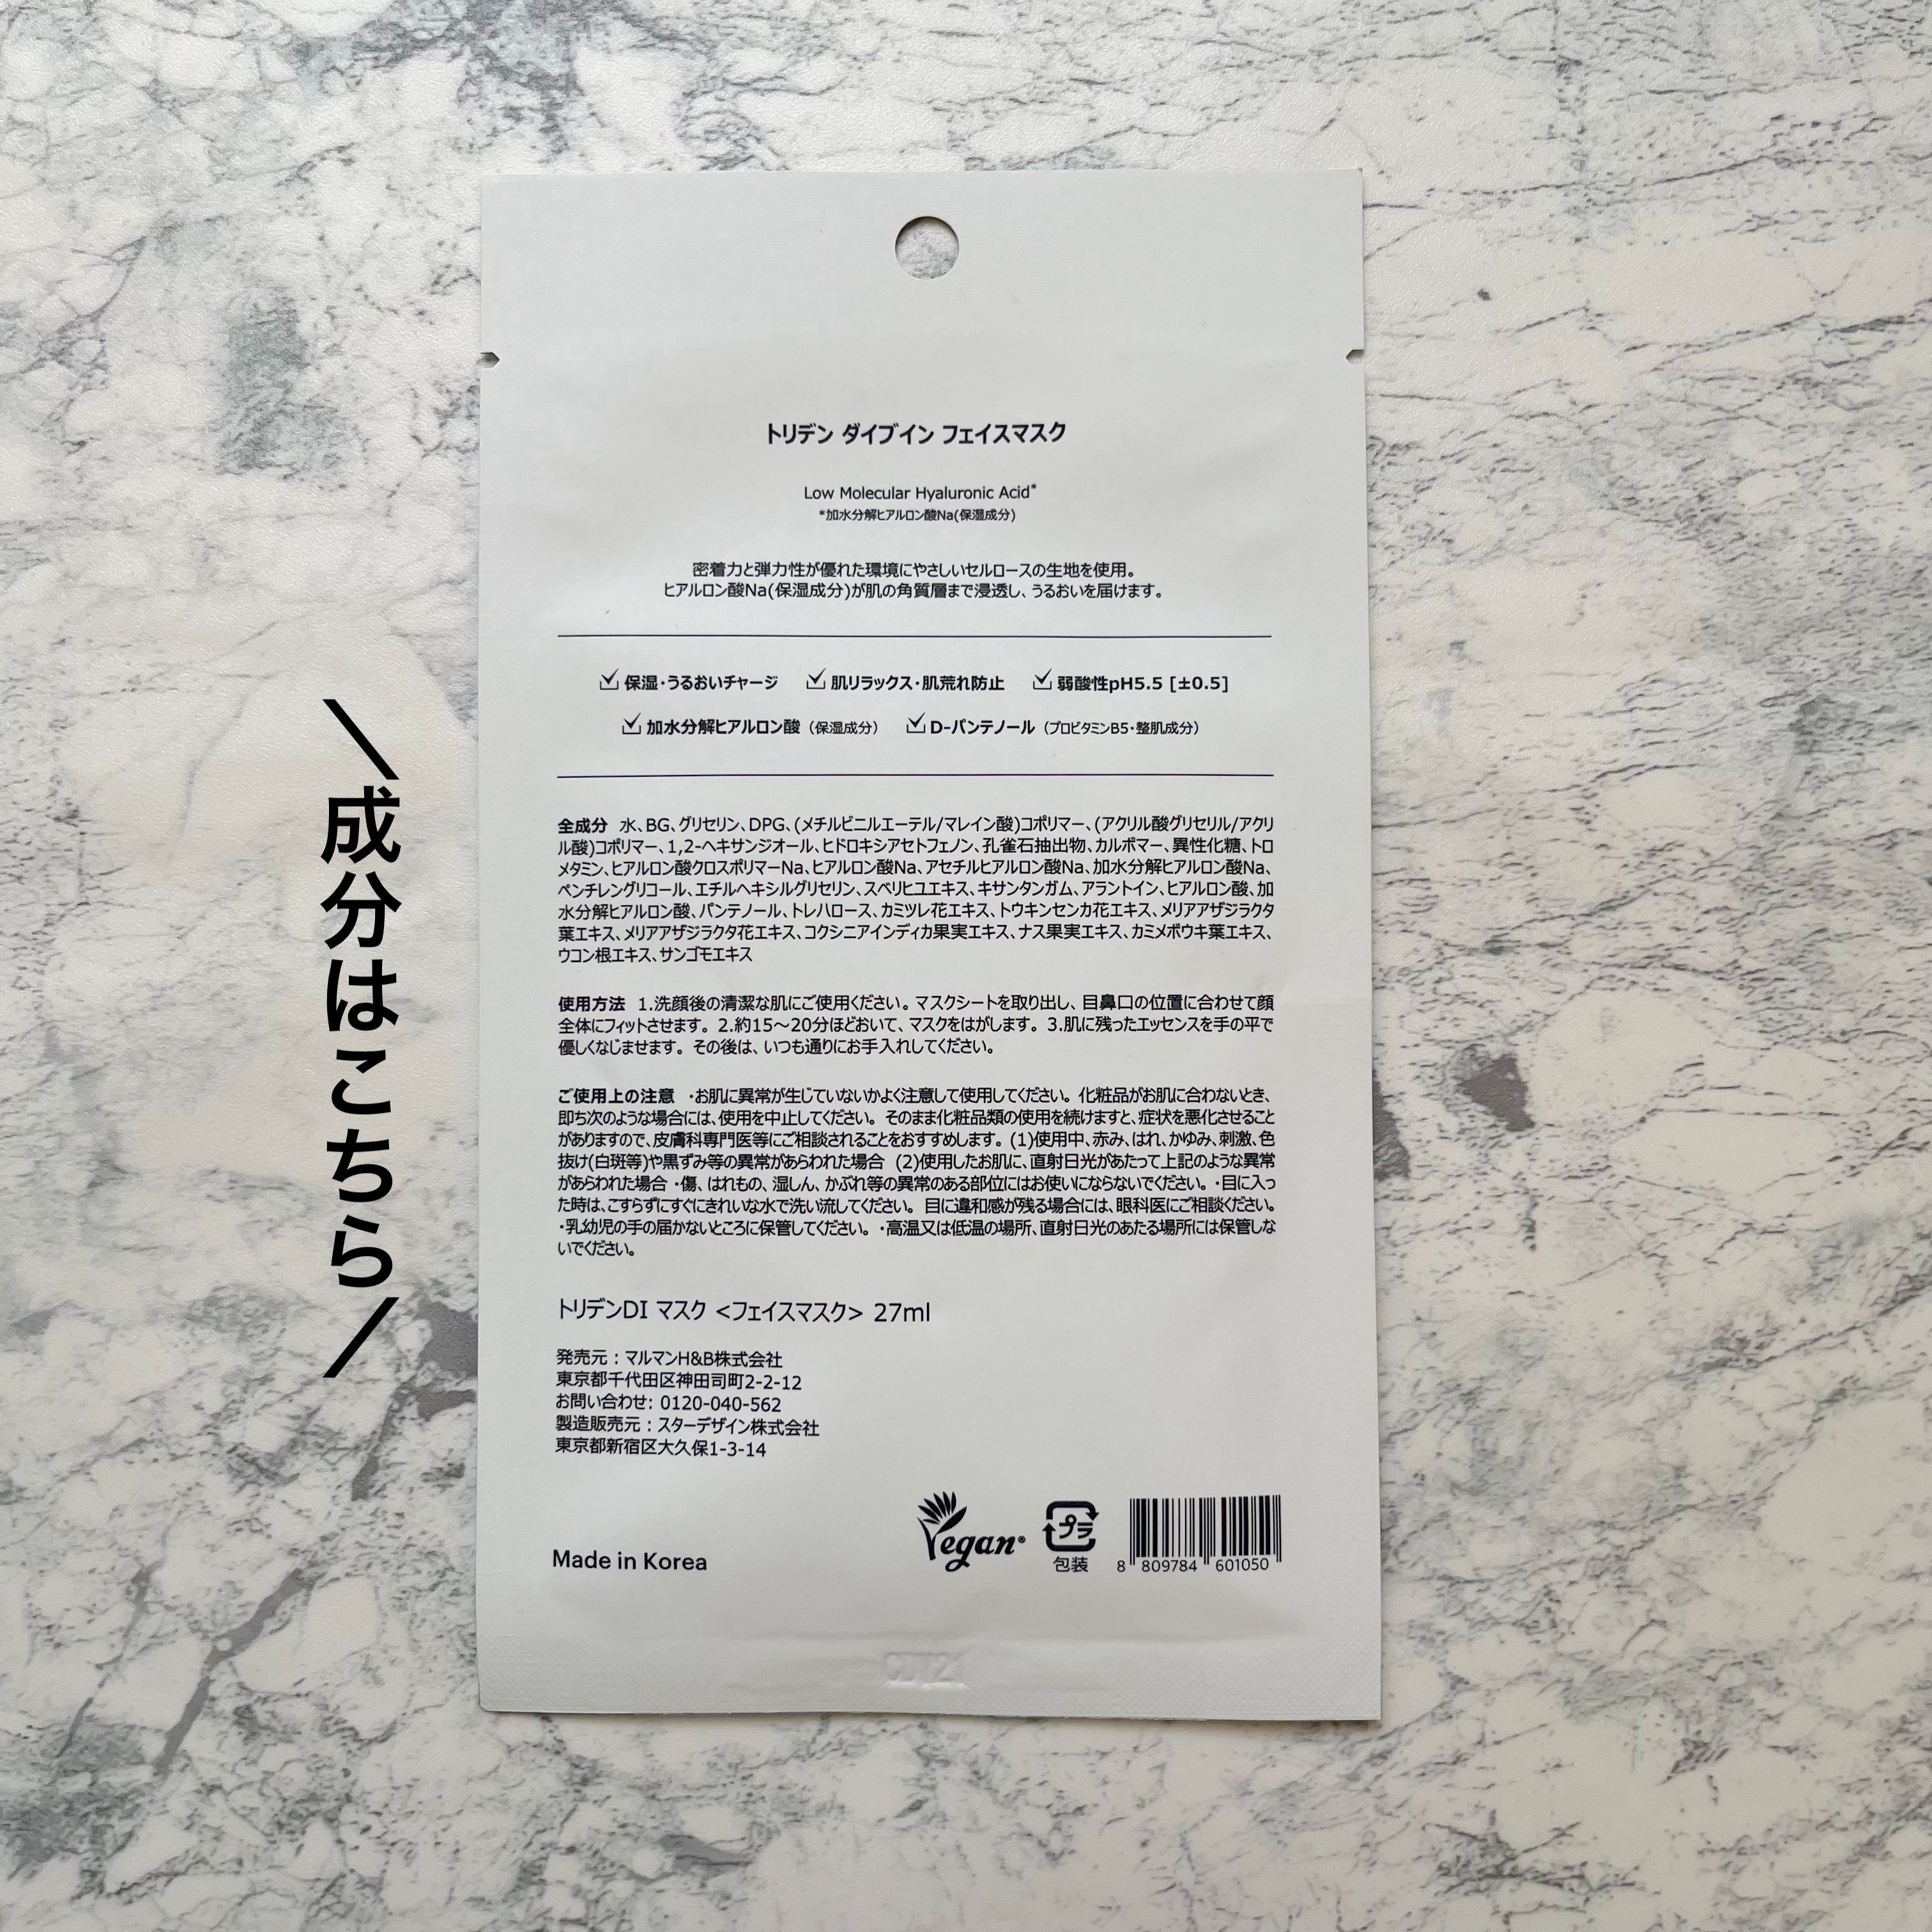 トリデン ダイブイン フェイスマスク
Low Molecular Hyaluronic Acid*
*加水分解ヒアルロン酸Na(保湿成分)
密着力と弾力性が優れた環境にやさしいセルロースの生地を使用。
ヒアルロン酸Na(保湿成分)が肌の角質層まで浸透し、うるおいを届けます。
保湿・うるおいチャージ 肌リラックス・肌荒れ防止 弱酸性pH5.5 [±0.5]
加水分解ヒアルロン酸（保湿成分） D-パンテノール（プロビタミンB5・整肌成分）
全成分 水、BG、グリセリン、DPG、(メチルビニルエーテル/マレイン酸)コポリマー、(アクリル酸グリセリル/アクリ
ル酸)コポリマー、1,2-ヘキサンジオール、ヒドロキシアセトフェノン、孔雀石抽出物、カルボマー、異性化糖、トロ
メタミン、ヒアルロン酸クロスポリマーNa、ヒアルロン酸Na、アセチルヒアルロン酸Na、加水分解ヒアルロン酸Na、
ペンチレングリコール、エチルヘキシルグリセリン、スベリヒユエキス、キサンタンガム、アラントイン、ヒアルロン酸、加
水分解ヒアルロン酸、パンテノール、トレハロース、カミツレ花エキス、トウキンセンカ花エキス、メリアアザジラクタ
葉エキス、メリアアザジラクタ花エキス、コクシニアインディカ果実エキス、ナス果実エキス、カミメボウキ葉エキス、
ウコン根エキス、サンゴモエキス
使用方法 1.洗顔後の清潔な肌にご使用ください。マスクシートを取り出し、目鼻口の位置に合わせて顔
全体にフィットさせます。2.約15～20分ほどおいて、マスクをはがします。3.肌に残ったエッセンスを手の平で
優しくなじませます。その後は、いつも通りにお手入れしてください。
ご使用上の注意 ・お肌に異常が生じていないかよく注意して使用してください。化粧品がお肌に合わないとき、
即ち次のような場合には、使用を中止してください。そのまま化粧品類の使用を続けますと、症状を悪化させること
がありますので、皮膚科専門医等にご相談されることをおすすめします。(1)使用中、赤み、はれ、かゆみ、刺激、色
抜け(白斑等)や黒ずみ等の異常があらわれた場合 (2)使用したお肌に、直射日光があたって上記のような異常
があらわれた場合 ・傷、はれもの、湿しん、かぶれ等の異常のある部位にはお使いにならないでください。・目に入っ
た時は、こすらずにすぐにきれいな水で洗い流してください。目に違和感が残る場合には、眼科医にご相談ください。
・乳幼児の手の届かないところに保管してください。・高温又は低温の場所、直射日光のあたる場所には保管しな
いでください。
トリデンDI マスク <フェイスマスク> 27ml
発売元：マルマンH&B株式会社
東京都千代田区神田司町2-2-12
お問い合わせ: 0120-040-562
製造販売元：スターデザイン株式会社
東京都新宿区大久保1-3-14
Made in Korea
Vegan®
プラ
包装
8 809784 601050
＼成分はこちら／